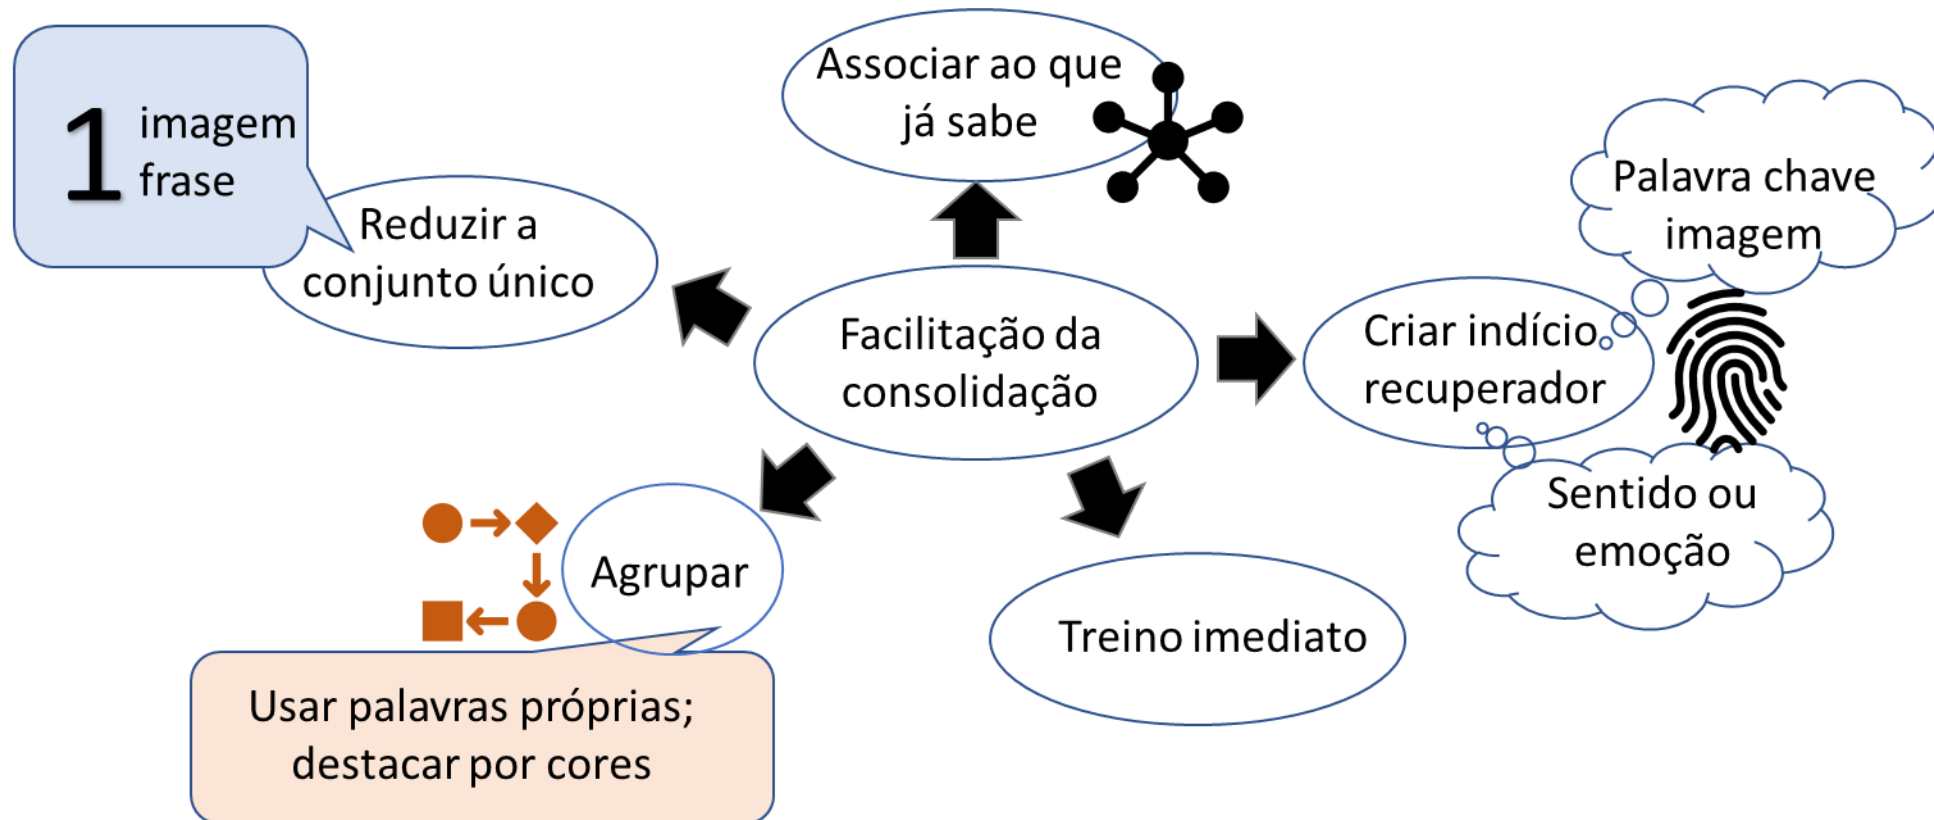 1 imagem
frase
Reduzir a
conjunto único
Associar ao que
já sabe
Palavra chave
imagem
Criar indício
recuperador
Sentido ou
emoção
Facilitação da
consolidação
Agrupar
Usar palavras próprias;
destacar por cores
Treino imediato